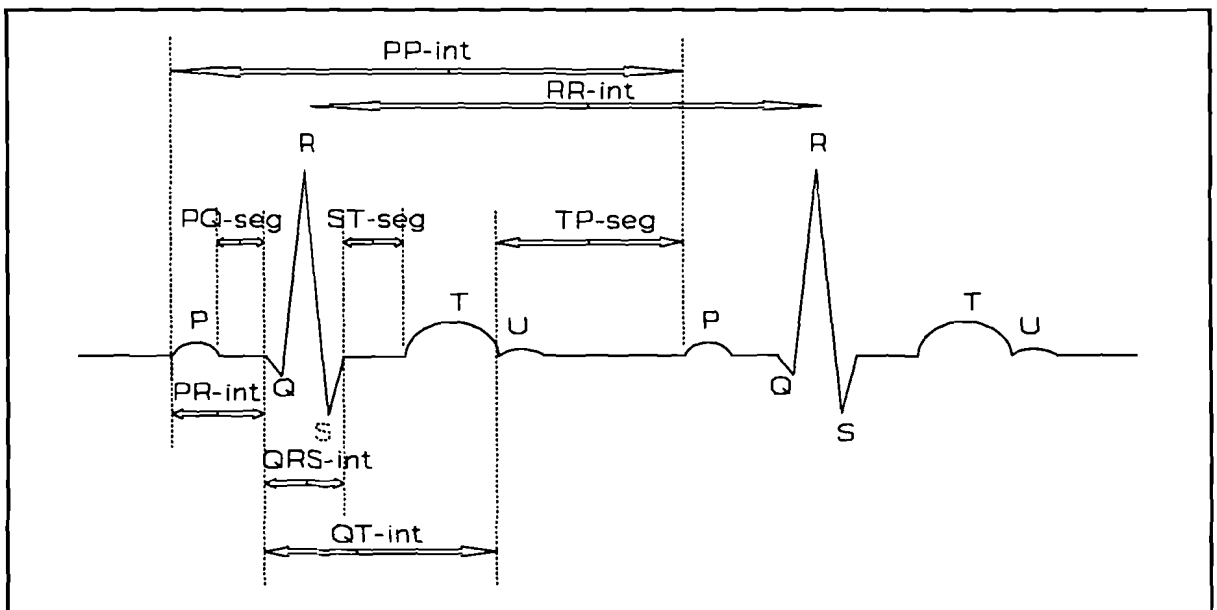 PP-int
RR-int
R R
PQ-seg ST-seg TP-seg
P T U P T U
PR-int Q Q
S S
QRS-int
QT-int